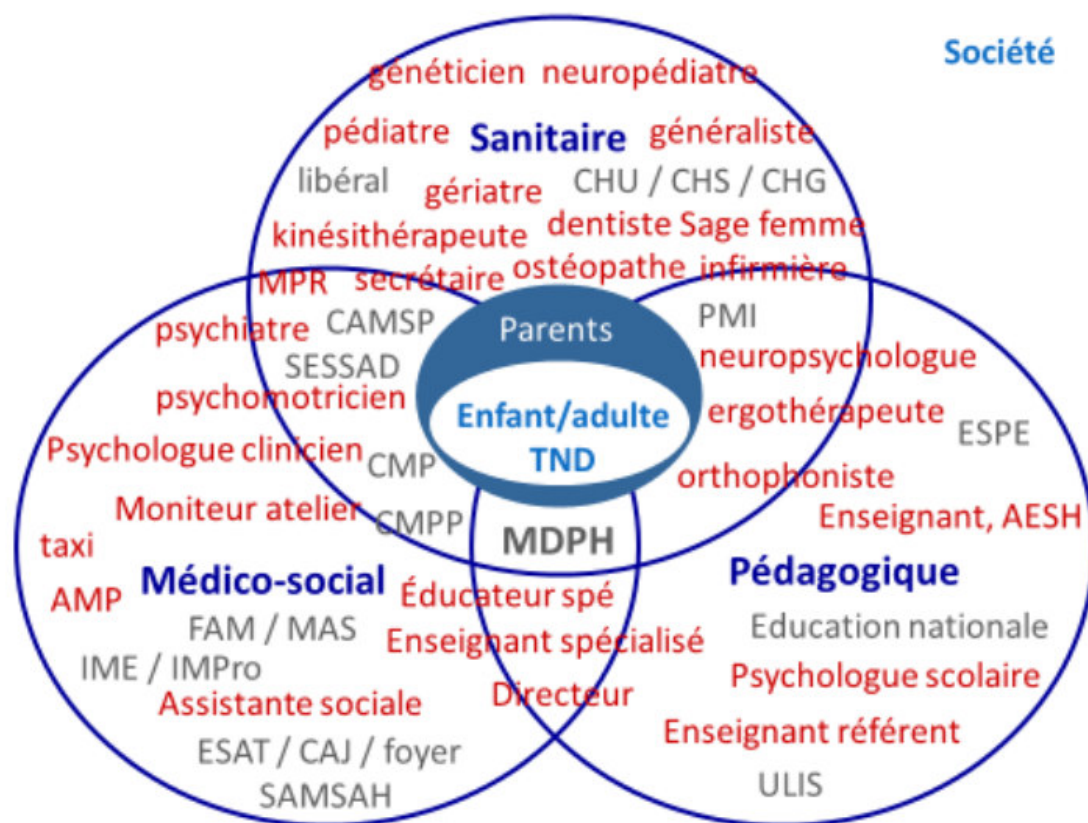 Société
généticien neuropédiatre
pédiatre Sanitaire généraliste
libéral gériatre CHU / CHS / CHG
kinésithérapeute dentiste Sage femme
MPR secrétaire ostéopathe infirmière
psychiatre CAMSP Parents PMI
SESSAD neuropsychologue
psychomotricien Enfant/adulte ergothérapeute
ESPE
Psychologue clinicien CMP TND orthophoniste
Moniteur atelier CMPP Enseignant, AESH
taxi MDPH
AMP Médico-social Éducateur spé Pédagogique
FAM / MAS Enseignant spécialisé Education nationale
IME / IMPro
Assistante sociale Directeur Psychologue scolaire
ESAT / CAJ / foyer Enseignant référent
SAMSAH ULIS